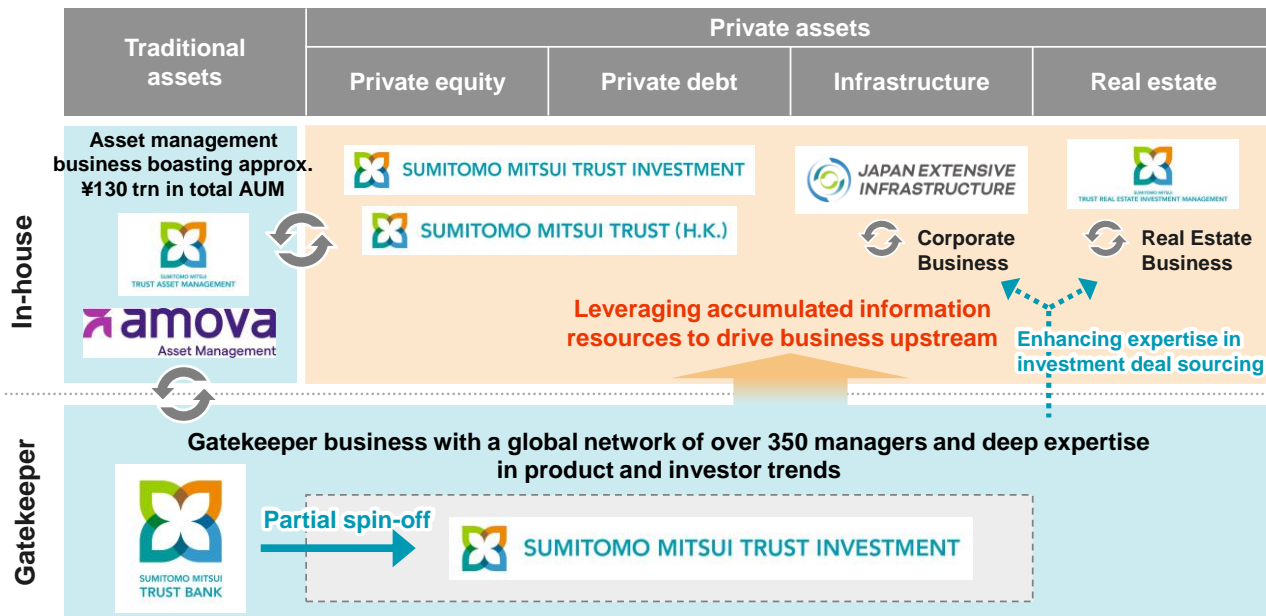 Traditional
assets
Private assets
Private equity
Private debt
Infrastructure
Real estate
In-house
Asset management
business boasting approx.
¥130 trn in total AUM
SUMITOMO MITSUI
TRUST ASSET MANAGEMENT
amova
Asset Management
SUMITOMO MITSUI TRUST INVESTMENT
SUMITOMO MITSUI TRUST (H.K.)
JAPAN EXTENSIVE
INFRASTRUCTURE
Corporate
Business
SUMITOMO MITSUI
TRUST REAL ESTATE INVESTMENT MANAGEMENT
Real Estate
Business
Leveraging accumulated information
resources to drive business upstream
Enhancing expertise in
investment deal sourcing
Gatekeeper
Gatekeeper business with a global network of over 350 managers and deep expertise
in product and investor trends
SUMITOMO MITSUI
TRUST BANK
Partial spin-off
SUMITOMO MITSUI TRUST INVESTMENT